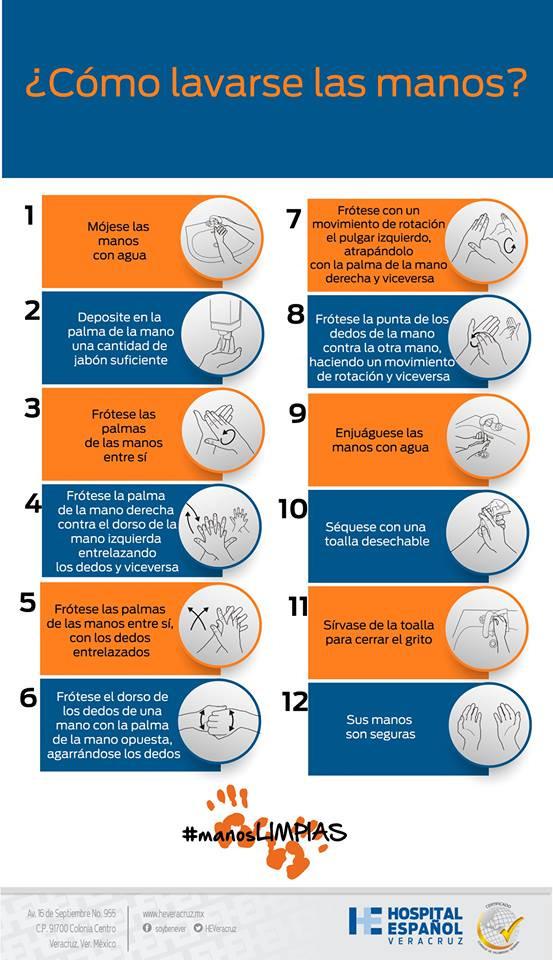 ¿Cómo lavarse las manos?
1
Mójese las
manos
con agua
2
Deposite en la
palma de la mano
una cantidad de
jabón suficiente
3
Frótese las
palmas
de las manos
entre sí
4
Frótese la palma
de la mano derecha
contra el dorso de la
mano izquierda
entrelazando
los dedos y viceversa
5
Frótese las palmas
de las manos entre sí,
con los dedos
entrelazados
6
Frótese el dorso de
los dedos de una
mano con la palma
de la mano opuesta,
agarrándose los dedos
7
Frótese con un
movimiento de rotación
el pulgar izquierdo,
atrapándolo
con la palma de la mano
derecha y viceversa
8
Frótese la punta de los
dedos de la mano
contra la otra mano,
haciendo un movimiento
de rotación y viceversa
9
Enjuáguese las
manos con agua
10
Séquese con una
toalla desechable
11
Sírvase de la toalla
para cerrar el grito
12
Sus manos
son seguras
#manosLIMPIAS
Av. 16 de Septiembre No. 955
C.P. 91700 Colonia Centro
Veracruz, Ver. México
www.heveracruz.mx
soybenever HEVeracruz
HE HOSPITAL
ESPAÑOL
VERACRUZ
CERTIFICADO